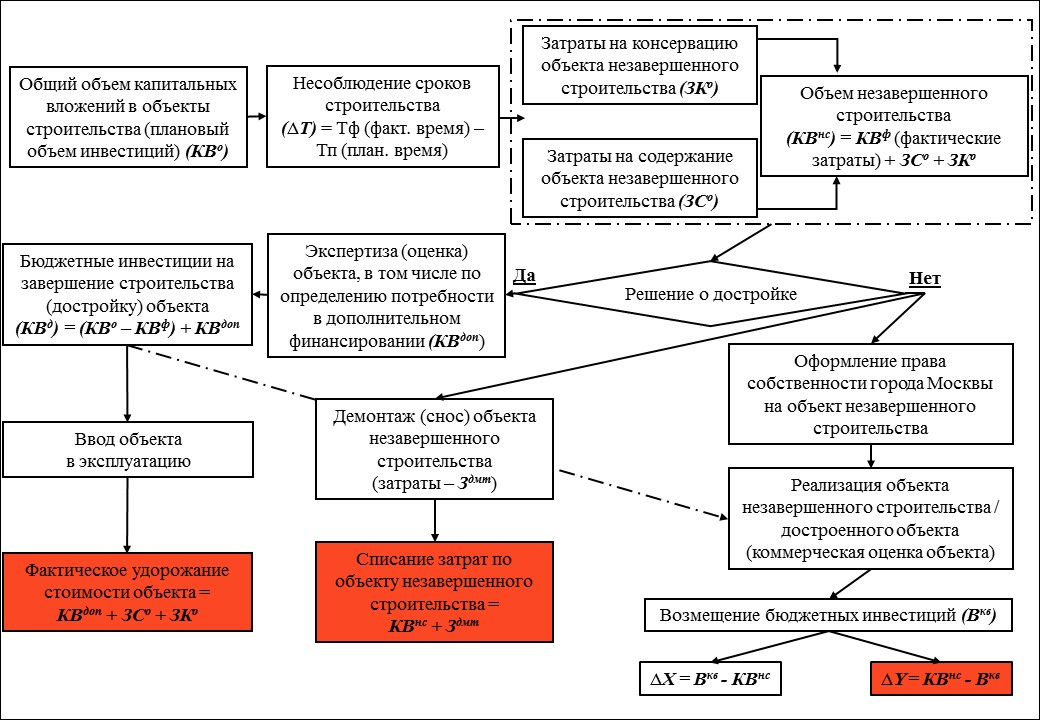 Общий объем капитальных
вложений в объекты
строительства (плановый
объем инвестиций) (КВᵒ)
Несоблюдение сроков
строительства
(∆Т) = Тф (факт. время) –
Тп (план. время)
Затраты на консервацию
объекта незавершенного
строительства (ЗКᵒ)
Затраты на содержание
объекта незавершенного
строительства (ЗСᵒ)
Объем незавершенного
строительства
(КВнс) = КВф (фактические
затраты) + ЗСᵒ + ЗКᵒ
Бюджетные инвестиции на
завершение строительства
(достройку) объекта
(КВд) = (КВᵒ – КВф) + КВдоп
Экспертиза (оценка)
объекта, в том числе по
определению потребности
в дополнительном
финансировании (КВдоп)
Да
Решение о достройке
Нет
Оформление права
собственности города Москвы
на объект незавершенного
строительства
Ввод объекта
в эксплуатацию
Демонтаж (снос) объекта
незавершенного
строительства
(затраты – Здмт)
Реализация объекта
незавершенного строительства /
достроенного объекта
(коммерческая оценка объекта)
Фактическое удорожание
стоимости объекта =
КВдоп + ЗСᵒ + ЗКᵒ
Списание затрат по
объекту незавершенного
строительства =
КВнс + Здмт
Возмещение бюджетных инвестиций (Вкв)
∆X = Вкв - КВнс
∆Y = КВнс - Вкв